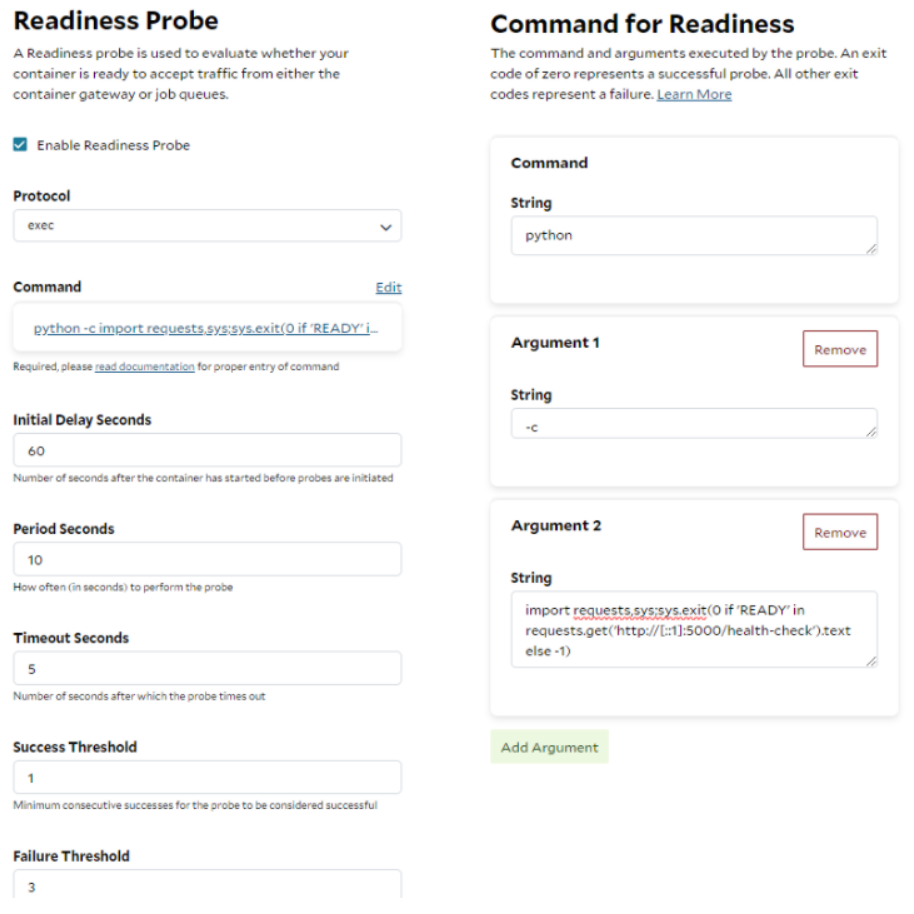 Readiness Probe
A Readiness probe is used to evaluate whether your
container is ready to accept traffic from either the
container gateway or job queues.
Enable Readiness Probe
Protocol
exec
Command
Edit
python -c import requests,sys;sys.exit(0 if 'READY' i...
Required, please read documentation for proper entry of command
Initial Delay Seconds
60
Number of seconds after the container has started before probes are initiated
Period Seconds
10
How often (in seconds) to perform the probe
Timeout Seconds
5
Number of seconds after which the probe times out
Success Threshold
1
Minimum consecutive successes for the probe to be considered successful
Failure Threshold
3
Command for Readiness
The command and arguments executed by the probe. An exit
code of zero represents a successful probe. All other exit
codes represent a failure. Learn More
Command
String
python
Argument 1
Remove
String
-c
Argument 2
Remove
String
import requests,sys;sys.exit(0 if 'READY' in
requests.get('http://[::1]:5000/health-check').text
else -1)
Add Argument